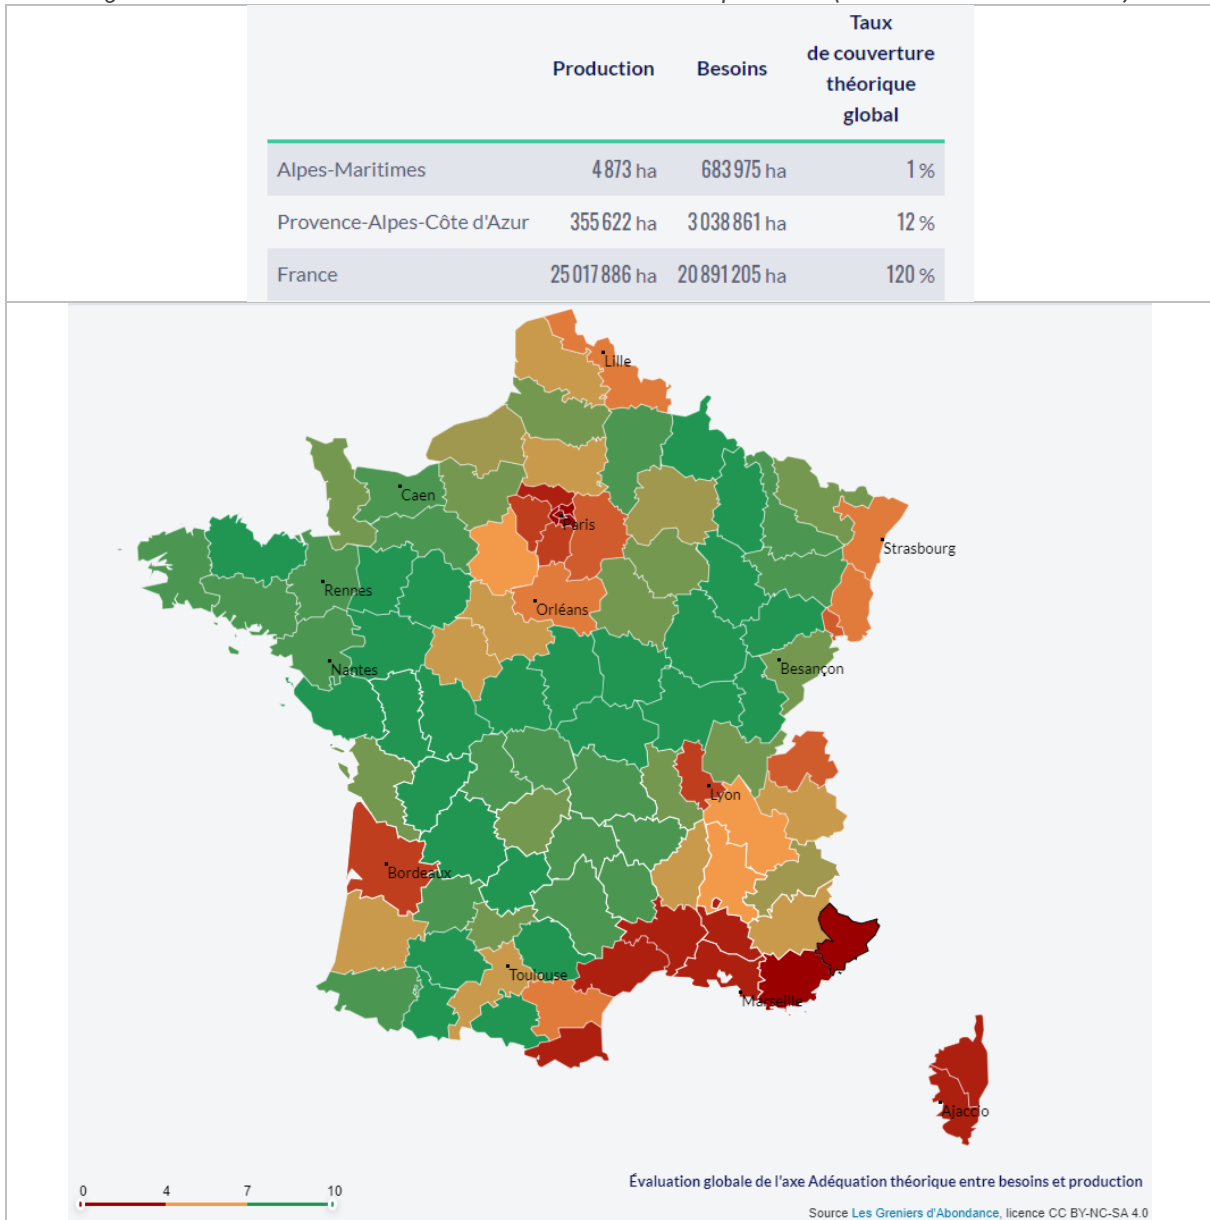 Taux
de couverture
Production Besoins théorique
global
Alpes-Maritimes 4 873 ha 683 975 ha 1 %
Provence-Alpes-Côte d'Azur 355 622 ha 3 038 861 ha 12 %
France 25 017 886 ha 20 891 205 ha 120 %
Lille
Caen
Paris
Strasbourg
Rennes
Orléans
Nantes
Besançon
Lyon
Bordeaux
Toulouse
Marseille
Ajaccio
Évaluation globale de l'axe Adéquation théorique entre besoins et production
0 4 7 10
Source Les Greniers d'Abondance, licence CC BY-NC-SA 4.0